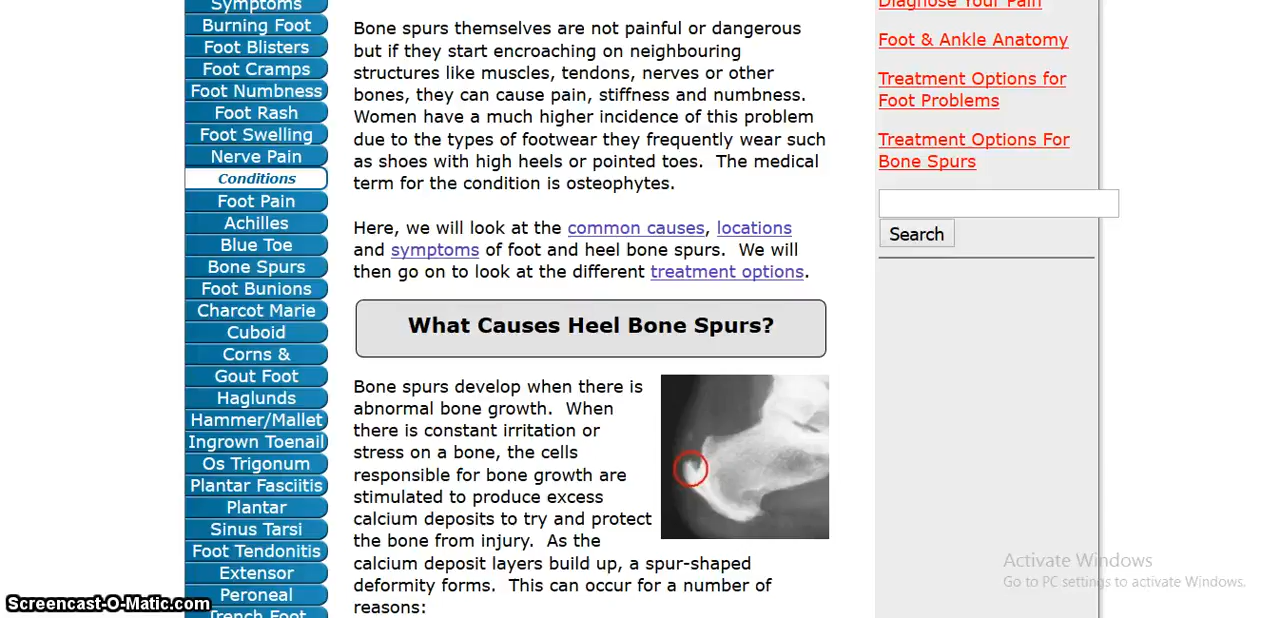 Symptoms
Burning Foot
Foot Blisters
Foot Cramps
Foot Numbness
Foot Rash
Foot Swelling
Nerve Pain
Conditions
Foot Pain
Achilles
Blue Toe
Bone Spurs
Foot Bunions
Charcot Marie
Cuboid
Corns &
Gout Foot
Haglunds
Hammer/Mallet
Ingrown Toenail
Os Trigonum
Plantar Fasciitis
Plantar
Sinus Tarsi
Foot Tendonitis
Extensor
Peroneal
Trench Foot
Bone spurs themselves are not painful or dangerous
but if they start encroaching on neighbouring
structures like muscles, tendons, nerves or other
bones, they can cause pain, stiffness and numbness.
Women have a much higher incidence of this problem
due to the types of footwear they frequently wear such
as shoes with high heels or pointed toes.  The medical
term for the condition is osteophytes.
Here, we will look at the common causes, locations
and symptoms of foot and heel bone spurs.  We will
then go on to look at the different treatment options.
What Causes Heel Bone Spurs?
Bone spurs develop when there is
abnormal bone growth.  When
there is constant irritation or
stress on a bone, the cells
responsible for bone growth are
stimulated to produce excess
calcium deposits to try and protect
the bone from injury.  As the
calcium deposit layers build up, a spur-shaped
deformity forms.  This can occur for a number of
reasons:
Diagnose Your Pain
Foot & Ankle Anatomy
Treatment Options for
Foot Problems
Treatment Options For
Bone Spurs
Search
Activate Windows
Go to PC settings to activate Windows.
Screencast-O-Matic.com